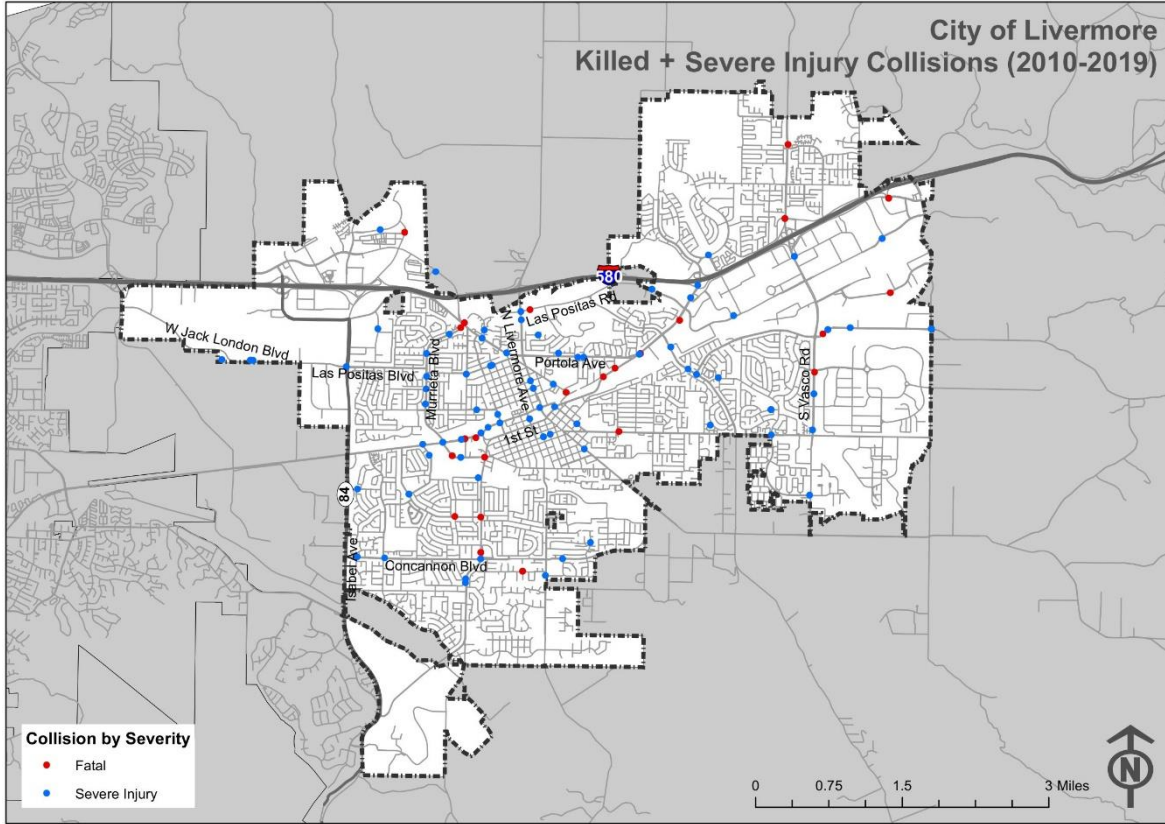 City of Livermore
Killed + Severe Injury Collisions (2010-2019)
580
Las Positas Rd
N Livermore Ave
W Jack London Blvd
Portola Ave
Las Positas Blvd
Murrieta Blvd
S Vasco Rd
1st St
84
Concannon Blvd
Isabel Ave
Collision by Severity
Fatal
Severe Injury
0 0.75 1.5 3 Miles
N